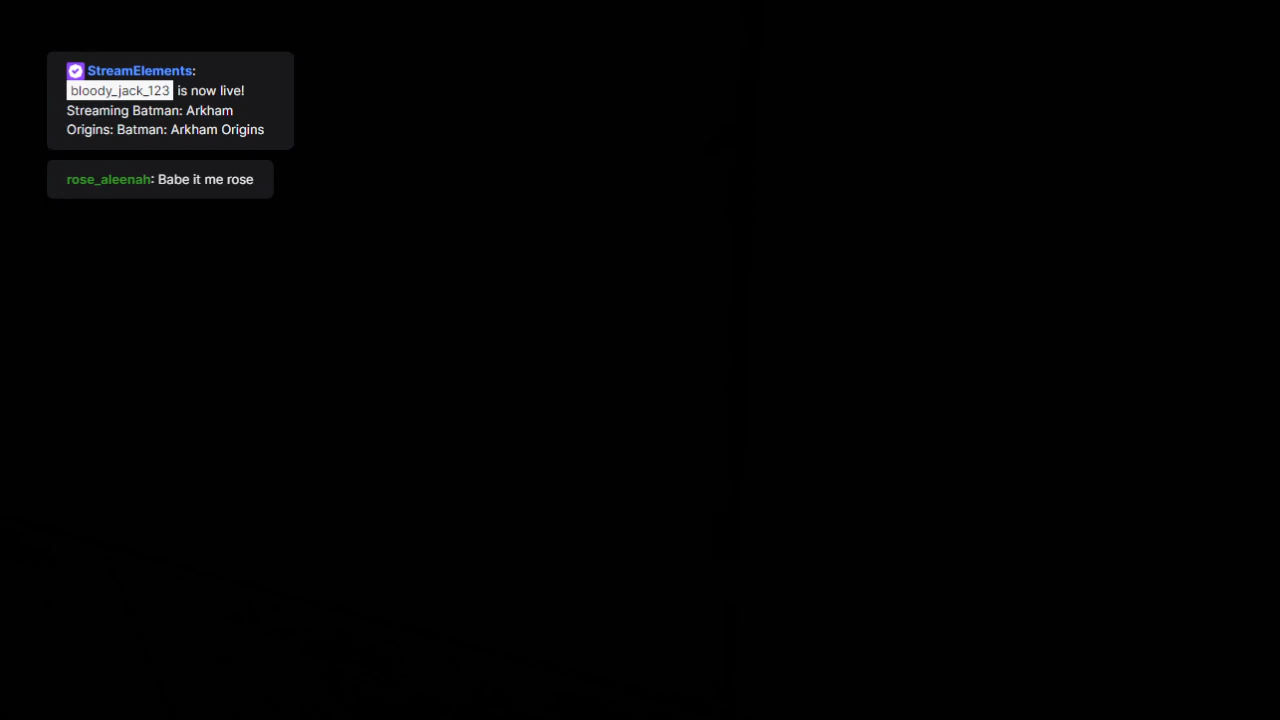 StreamElements:
bloody_jack_123 is now live!
Streaming Batman: Arkham
Origins: Batman: Arkham Origins
rose_aleenah: Babe it me rose